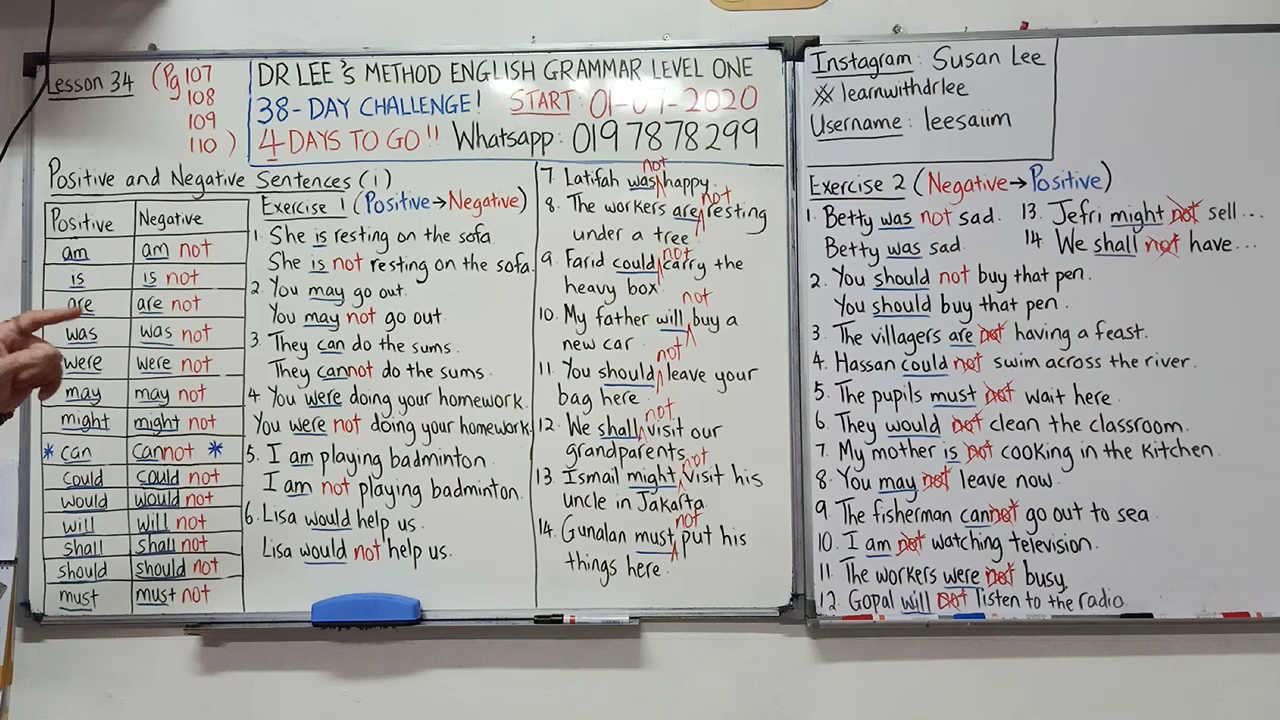 Lesson 34 (Pg 107
108
109
110)
DR LEE'S METHOD ENGLISH GRAMMAR LEVEL ONE
38-DAY CHALLENGE! START: 01-07-2020
4 DAYS TO GO!! Whatsapp: 0197878299
Positive and Negative Sentences (1)
Positive Negative
am am not
is is not
are are not
was was not
were were not
may may not
might might not
* can cannot *
could could not
would would not
will will not
shall shall not
should should not
must must not
Exercise 1 (Positive→Negative)
1. She is resting on the sofa.
She is not resting on the sofa.
2. You may go out.
You may not go out.
3 They can do the sums.
They cannot do the sums.
4. You were doing your homework.
You were not doing your homework.
5. I am playing badminton.
I am not playing badminton.
6. Lisa would help us.
Lisa would not help us.
7. Latifah was not happy.
8. The workers are not resting
under a tree.
9. Farid could not carry the
heavy box.
10. My father will not buy a
new car.
11. You should not leave your
bag here.
12. We shall not visit our
grandparents.
13. Ismail might not visit his
uncle in Jakarta.
14. Gunalan must not put his
things here.
Instagram: Susan Lee
learnwithdrlee
Username: leesaiim
Exercise 2 (Negative→Positive)
1. Betty was not sad.
Betty was sad.
2. You should not buy that pen.
You should buy that pen.
3. The villagers are not having a feast.
4. Hassan could not swim across the river.
5. The pupils must not wait here.
6. They would not clean the classroom.
7. My mother is not cooking in the kitchen.
8. You may not leave now.
9. The fisherman cannot go out to sea.
10. I am not watching television.
11. The workers were not busy.
12. Gopal will not listen to the radio.
13. Jefri might not sell...
14. We shall not have...